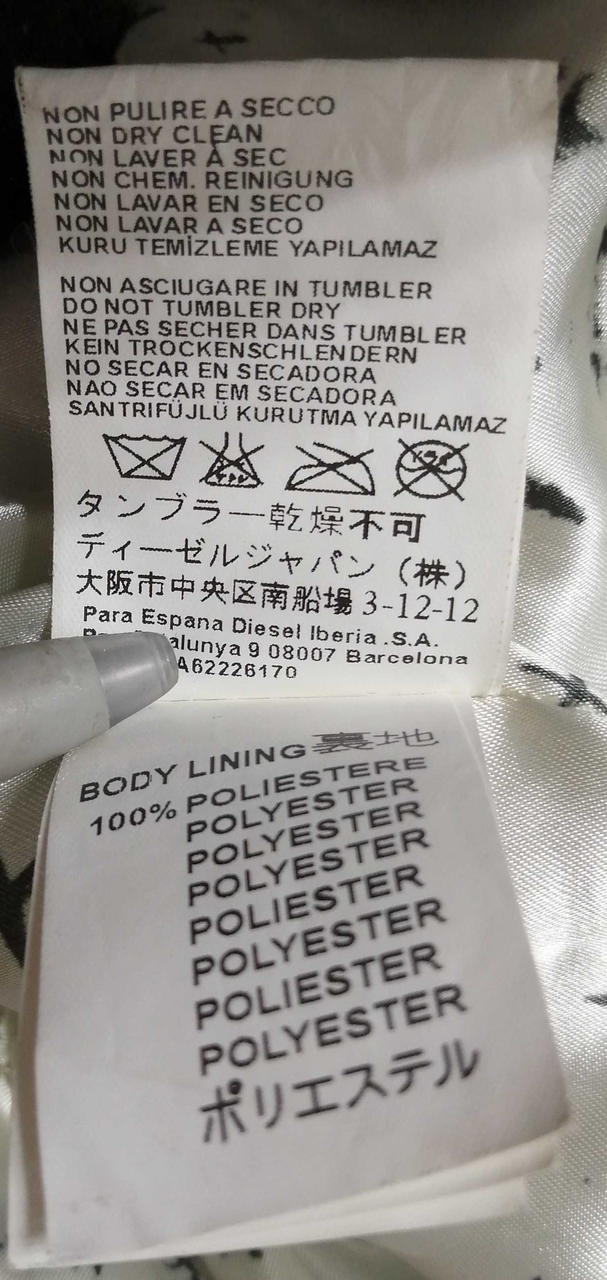 NON PULIRE A SECCO
NON DRY CLEAN
NON LAVER À SEC
NON CHEM. REINIGUNG
NON LAVAR EN SECO
NON LAVAR A SECO
KURU TEMİZLEME YAPILAMAZ
NON ASCIUGARE IN TUMBLER
DO NOT TUMBLER DRY
NE PAS SECHER DANS TUMBLER
KEIN TROCKENSCHLENDERN
NO SECAR EN SECADORA
NAO SECAR EM SECADORA
SANTRIFÜJLÜ KURUTMA YAPILAMAZ
タンブラー乾燥不可
ディーゼルジャパン（株）
大阪市中央区南船場 3-12-12
Para Espana Diesel Iberia .S.A.
9 08007 Barcelona
A62226170
BODY LINING 裏地
100% POLIESTERE
POLYESTER
POLYESTER
POLYESTER
POLIESTER
POLYESTER
POLIESTER
POLYESTER
ポリエステル